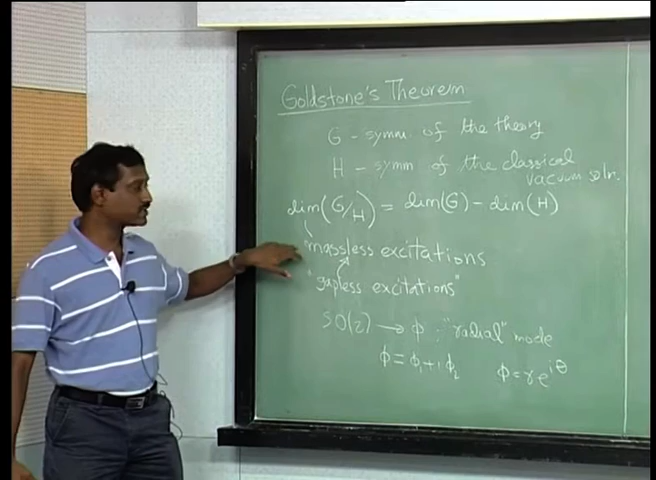 Goldstone's Theorem
G - symm of the theory
H - symm of the classical
vacuum soln.
dim(G/H) = dim(G) - dim(H)
massless excitations
"gapless excitations"
SO(2) → ϕ : "radial" mode
ϕ = ϕ₁ + i ϕ₂ ϕ = r e^{iθ}